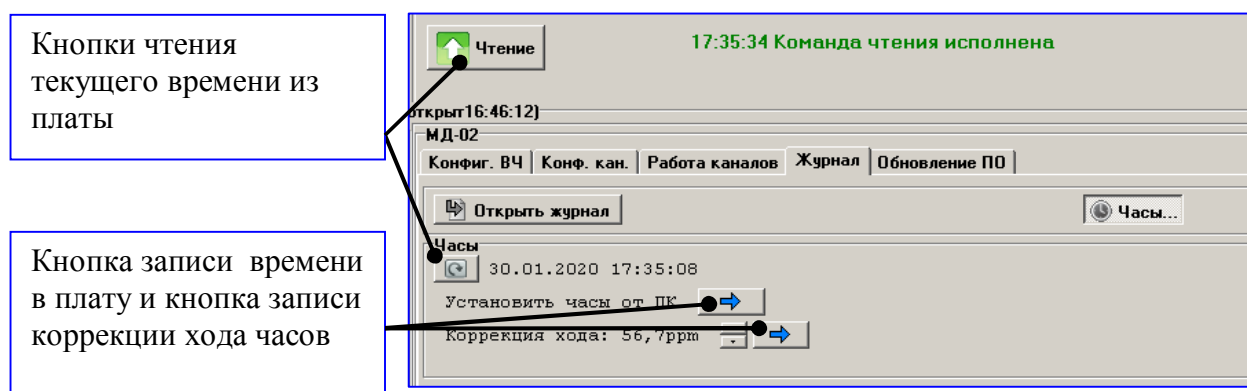 Кнопки чтения
текущего времени из
платы
Кнопка записи времени
в плату и кнопка записи
коррекции хода часов
Чтение
17:35:34 Команда чтения исполнена
открыт16:46:12)
МД-02
Конфиг. ВЧ
Конф. кан.
Работа каналов
Журнал
Обновление ПО
Открыть журнал
Часы...
Часы
30.01.2020 17:35:08
Установить часы от ПК
Коррекция хода: 56,7ppm